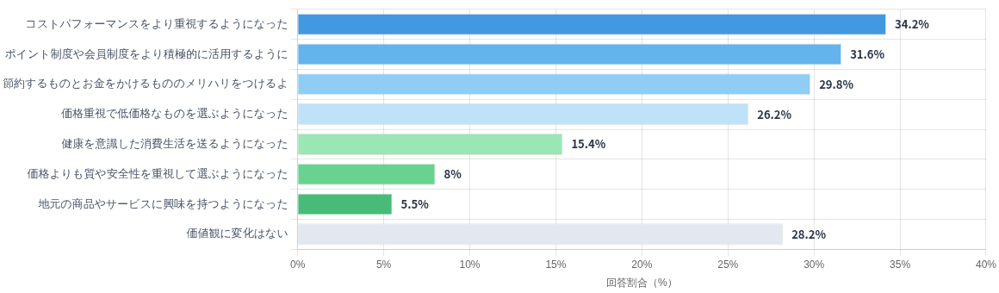 コストパフォーマンスをより重視するようになった
34.2%
ポイント制度や会員制度をより積極的に活用するように
31.6%
節約するものとお金をかけるもののメリハリをつけるよ
29.8%
価格重視で低価格なものを選ぶようになった
26.2%
健康を意識した消費生活を送るようになった
15.4%
価格よりも質や安全性を重視して選ぶようになった
8%
地元の商品やサービスに興味を持つようになった
5.5%
価値観に変化はない
28.2%
0% 5% 10% 15% 20% 25% 30% 35% 40%
回答割合（%）